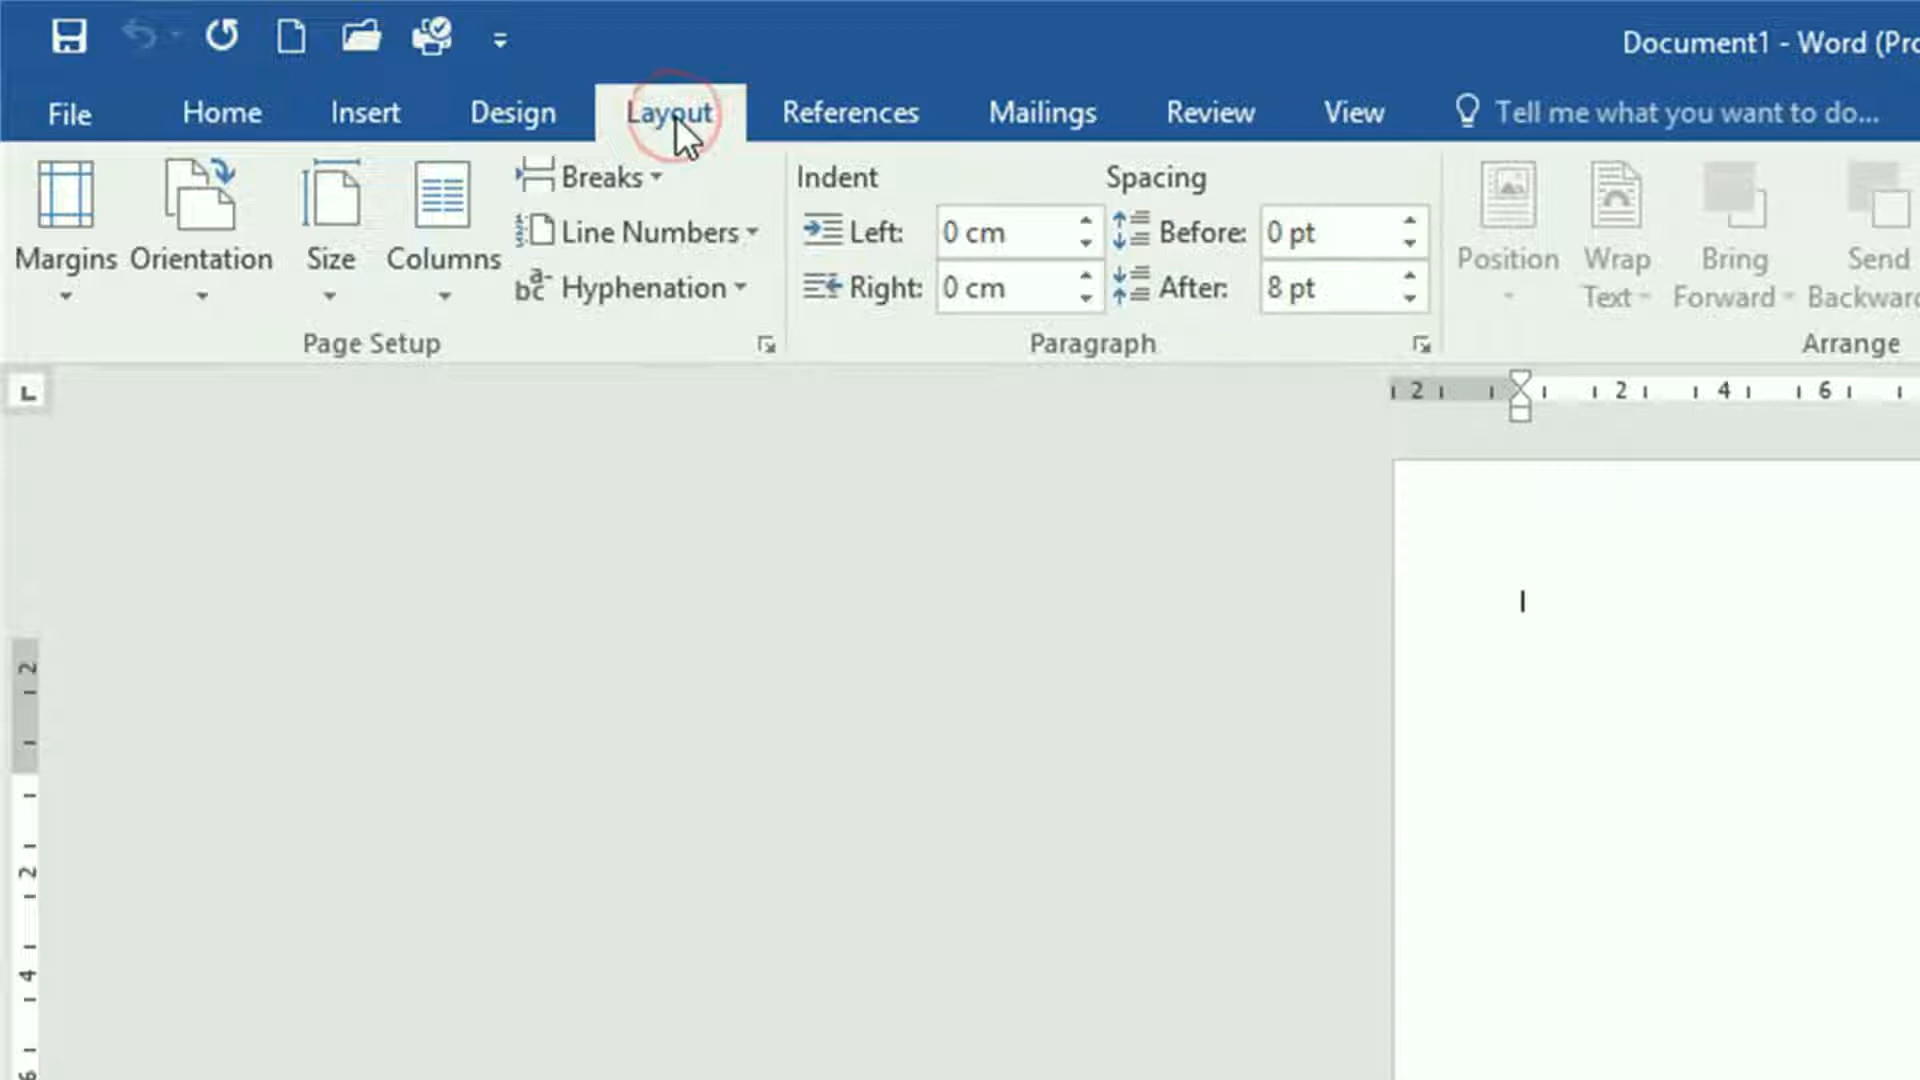 Document1 - Word (Pro
File Home Insert Design Layout References Mailings Review View Tell me what you want to do...
Margins Orientation Size Columns
Breaks
Line Numbers
Hyphenation
Page Setup
Indent
Left: 0 cm
Right: 0 cm
Spacing
Before: 0 pt
After: 8 pt
Paragraph
Position
Wrap
Text
Bring
Forward
Send
Backward
Arrange
L
2 2 4 6
2
2
4
6